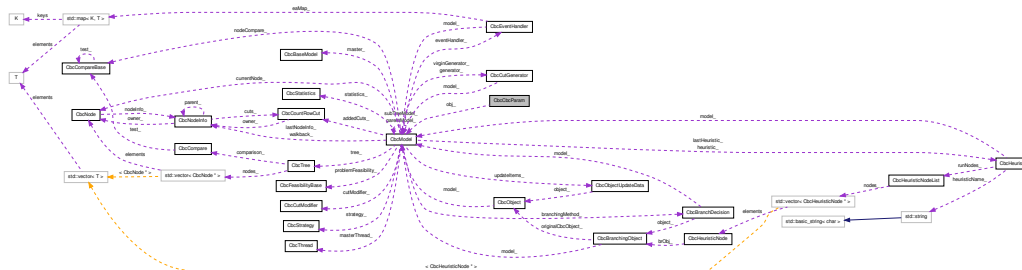 eaMap_
K
keys
std::map< K, T >
model_
CbcEventHandler
nodeCompare_
eventHandler_
elements
test_
CbcBaseModel
master_
CbcCompareBase
virginGenerator_
generator_
CbcCutGenerator
T
currentNode_
model_
elements
CbcStatistics
statistics_
obj_
CbcCbcParam
parent_
nodeInfo_
cuts_
CbcNode
owner_
CbcNodeInfo
owner_
CbcCountRowCut
addedCuts_
model_
test_
lastNodeInfo_
walkback_
CbcModel
lastHeuristic_
heuristic_
CbcCompare
comparison_
tree_
model_
elements
CbcTree
runNodes_
CbcHeuris
< CbcNode * >
nodes_
problemFeasibility_
std::vector< T >
std::vector< CbcNode * >
CbcFeasibilityBase
updateItems_
CbcObjectUpdateData
nodes_
CbcHeuristicNodeList
heuristicName_
cutModifier_
model_
object_
CbcCutModifier
CbcObject
std::vector< CbcHeuristicNode * >
strategy_
branchingMethod_
CbcBranchDecision
elements
std::string
CbcStrategy
originalCbcObject_
object_
std::basic_string< char >
masterThread_
CbcBranchingObject
brObj_
CbcHeuristicNode
CbcThread
model_
< CbcHeuristicNode * >